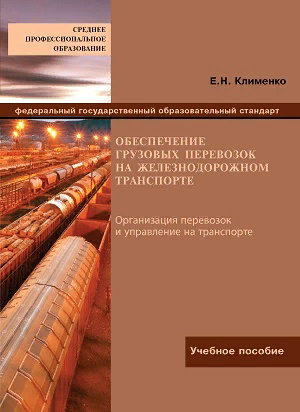 СРЕДНЕЕ
ПРОФЕССИОНАЛЬНОЕ
ОБРАЗОВАНИЕ
Е.Н. Клименко
федеральный государственный образовательный стандарт
ОБЕСПЕЧЕНИЕ
ГРУЗОВЫХ ПЕРЕВОЗОК
НА ЖЕЛЕЗНОДОРОЖНОМ
ТРАНСПОРТЕ
Организация перевозок
и управление на транспорте
Учебное пособие